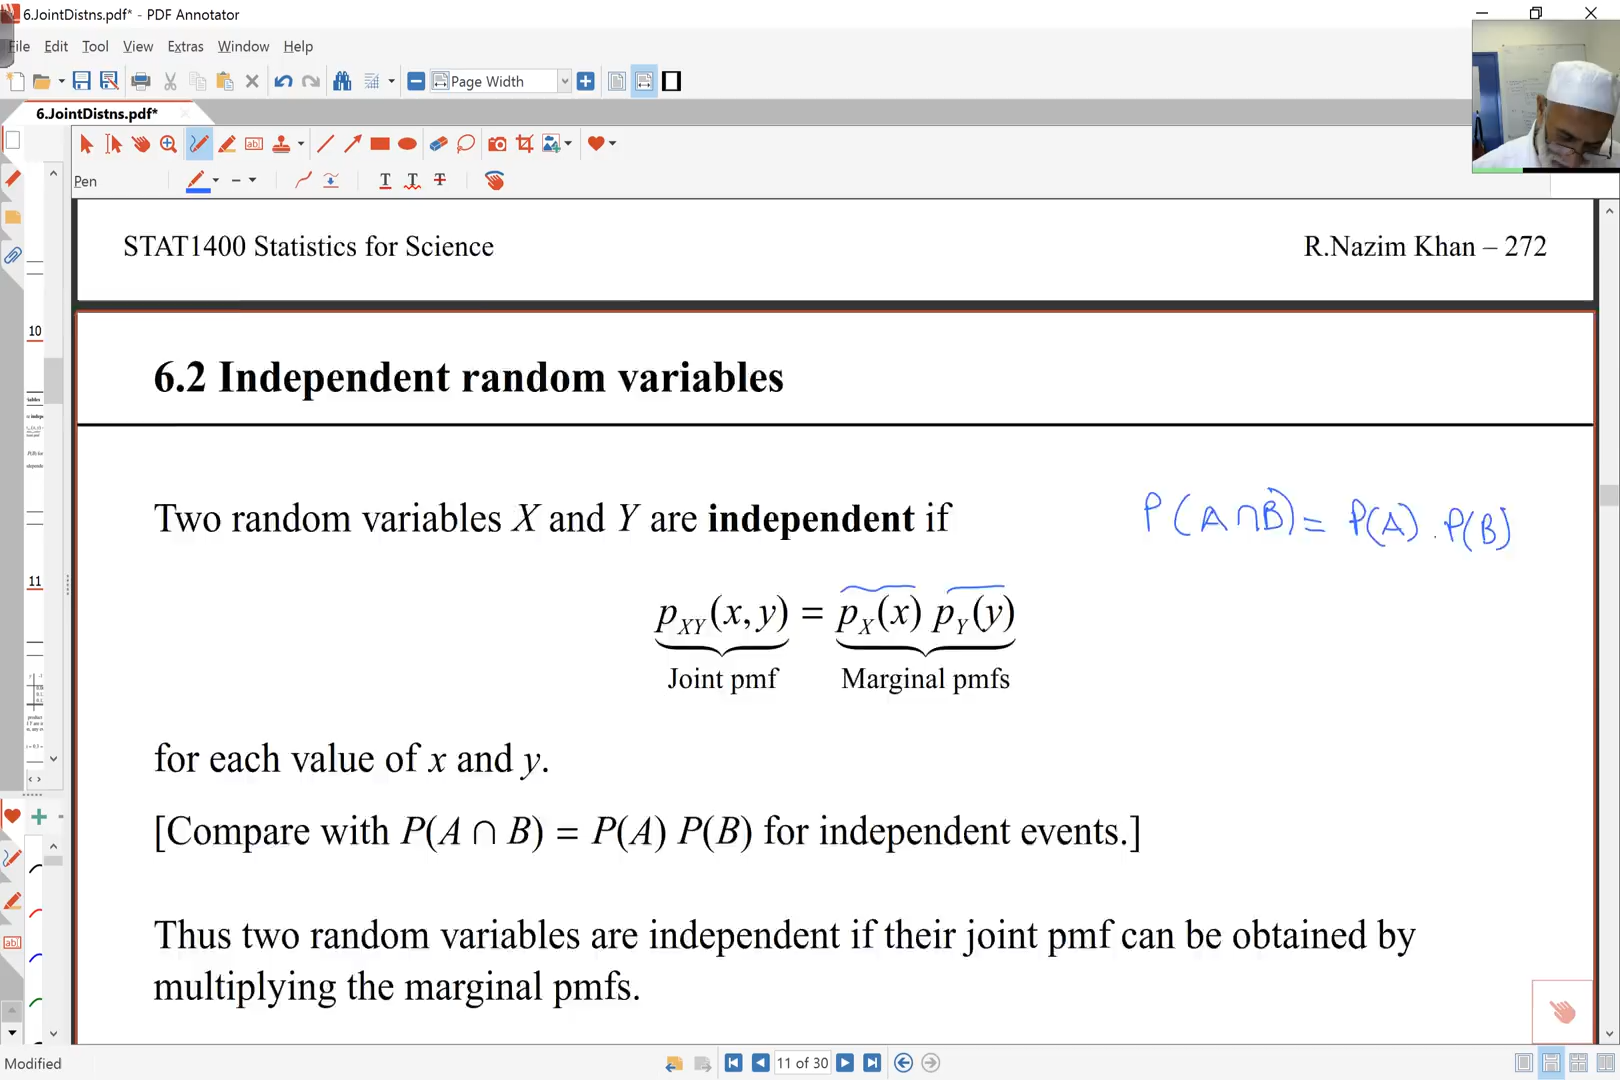 6.JointDistns.pdf* - PDF Annotator
File Edit Tool View Extras Window Help
Page Width
6.JointDistns.pdf*
Pen
STAT1400 Statistics for Science
R.Nazim Khan – 272
6.2 Independent random variables
Two random variables X and Y are independent if
P(A∩B) = P(A) . P(B)
p_XY(x, y) = p_X(x) p_Y(y)
Joint pmf Marginal pmfs
for each value of x and y.
[Compare with P(A ∩ B) = P(A) P(B) for independent events.]
Thus two random variables are independent if their joint pmf can be obtained by
multiplying the marginal pmfs.
10
11
Modified
11 of 30